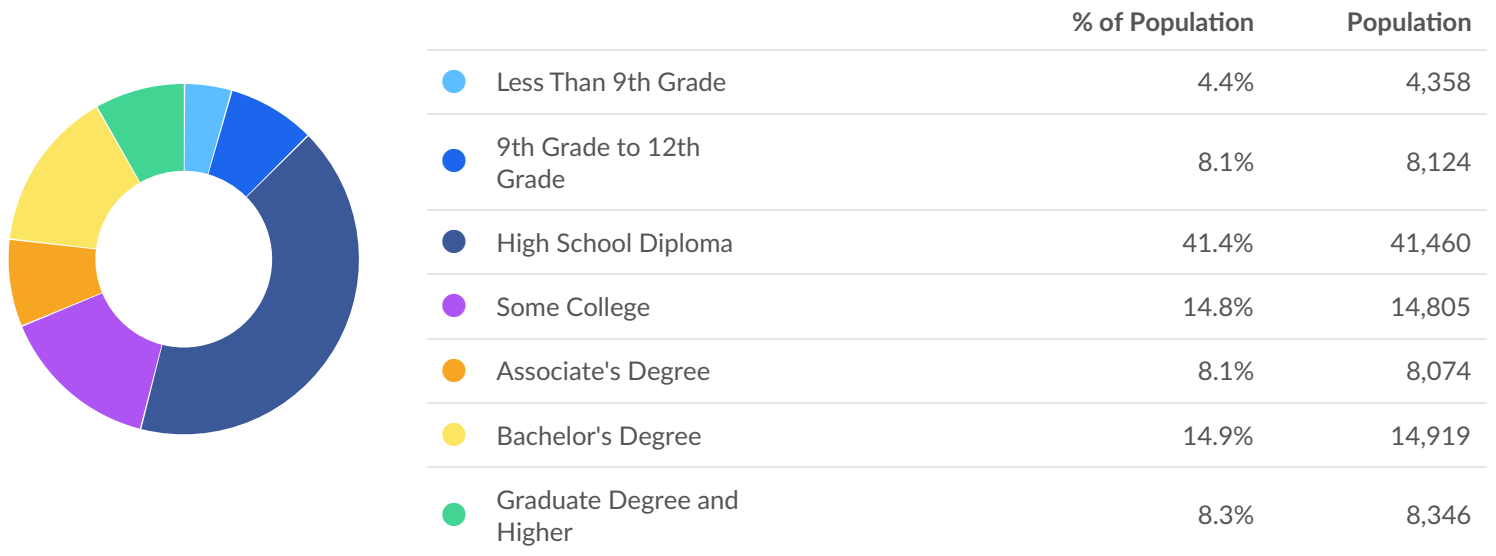 % of Population Population
Less Than 9th Grade 4.4% 4,358
9th Grade to 12th
Grade 8.1% 8,124
High School Diploma 41.4% 41,460
Some College 14.8% 14,805
Associate's Degree 8.1% 8,074
Bachelor's Degree 14.9% 14,919
Graduate Degree and
Higher 8.3% 8,346